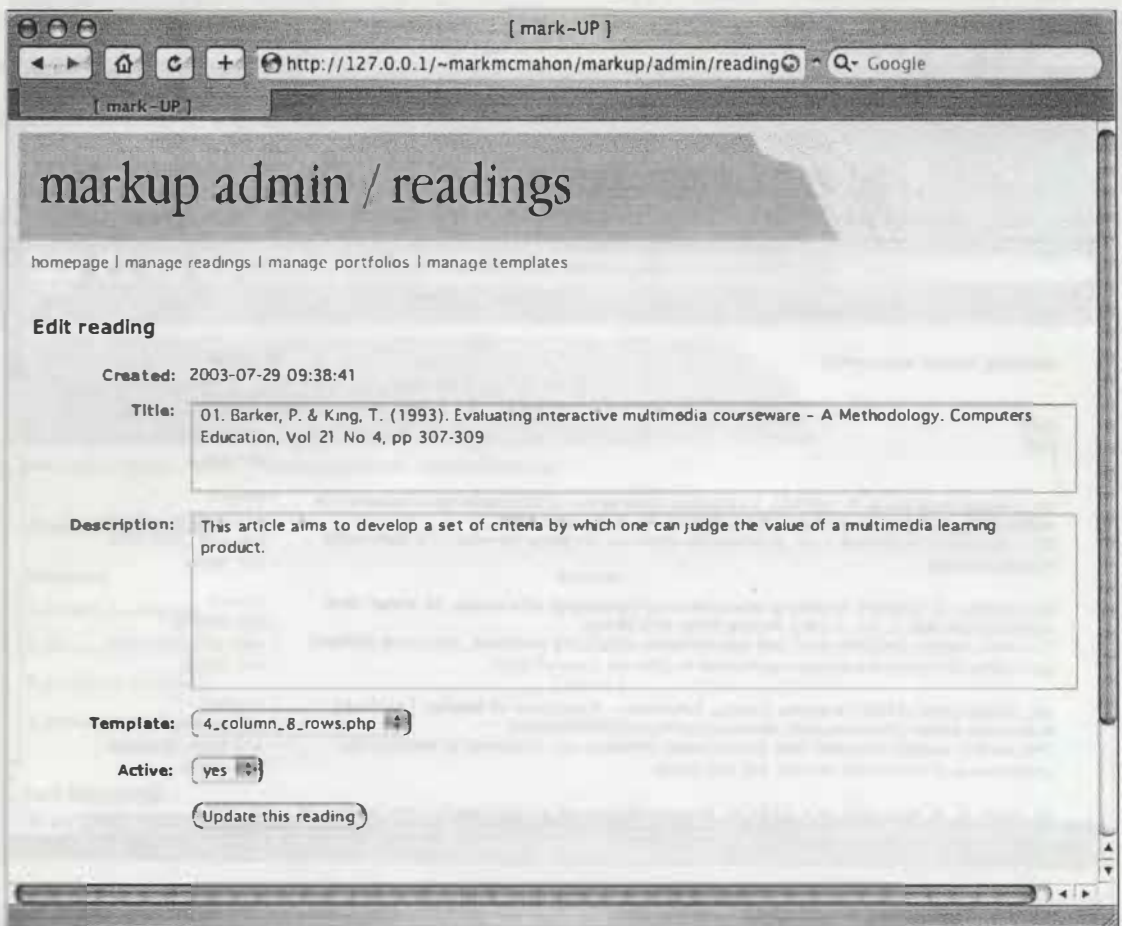 [ mark~UP ]
http://127.0.0.1/~markmcmahon/markup/admin/reading
Google
[ mark~UP ]
markup admin / readings
homepage | manage readings | manage portfolios | manage templates
Edit reading
Created: 2003-07-29 09:38:41
Title: 01. Barker, P. & King, T. (1993). Evaluating interactive multimedia courseware - A Methodology. Computers
Education, Vol 21 No 4, pp 307-309
Description: This article aims to develop a set of criteria by which one can judge the value of a multimedia learning
product.
Template: 4_column_8_rows.php
Active: yes
Update this reading